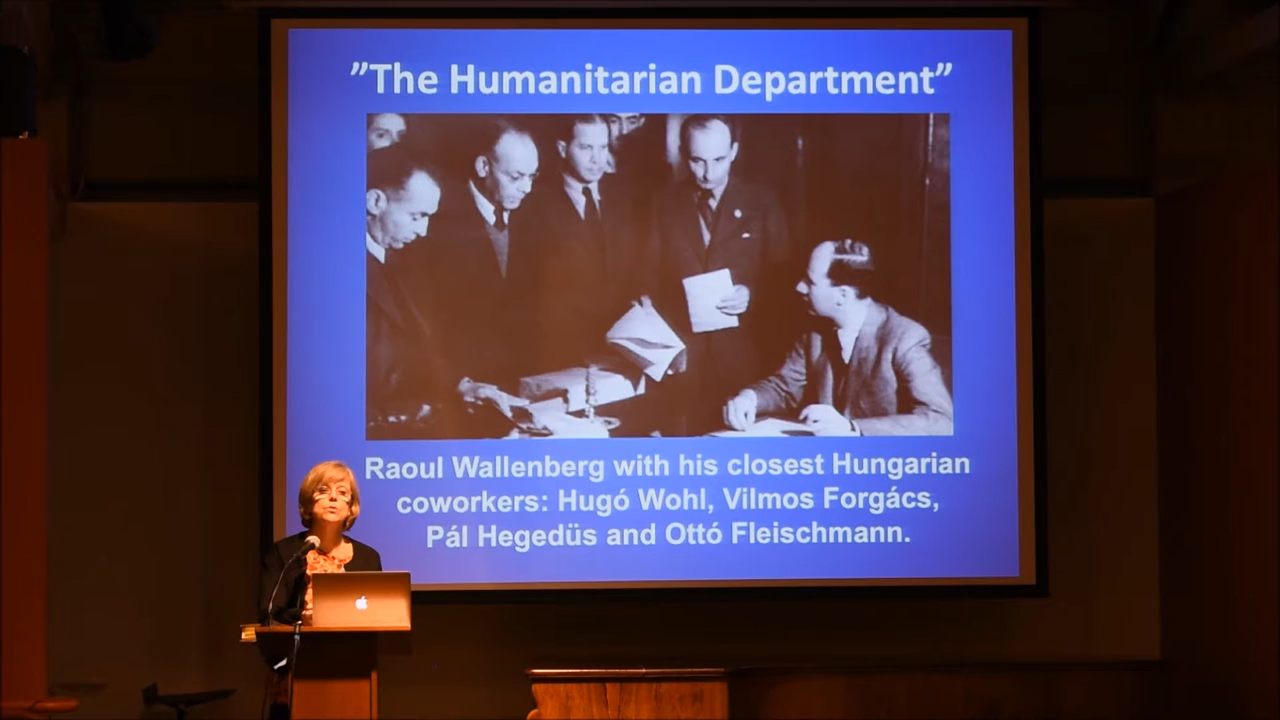 ”The Humanitarian Department”
Raoul Wallenberg with his closest Hungarian
coworkers: Hugó Wohl, Vilmos Forgács,
Pál Hegedüs and Ottó Fleischmann.